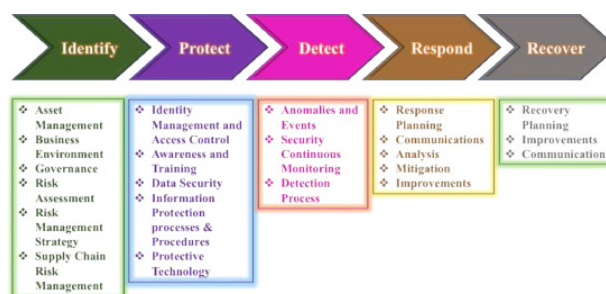 Identify
Protect
Detect
Respond
Recover
❖ Asset
Management
❖ Business
Environment
❖ Governance
❖ Risk
Assessment
❖ Risk
Management
Strategy
❖ Supply Chain
Risk
Management
❖ Identity
Management and
Access Control
❖ Awareness and
Training
❖ Data Security
❖ Information
Protection
processes &
Procedures
❖ Protective
Technology
❖ Anomalies and
Events
❖ Security
Continuous
Monitoring
❖ Detection
Process
❖ Response
Planning
❖ Communications
❖ Analysis
❖ Mitigation
❖ Improvements
❖ Recovery
Planning
❖ Improvements
❖ Communication